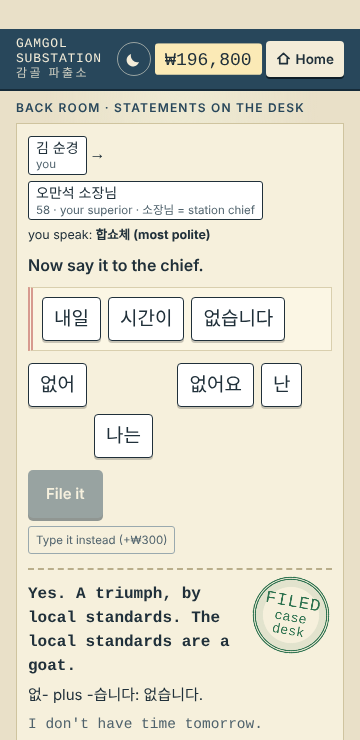 GAMGOL
SUBSTATION
감골 파출소
₩196,800
Home
BACK ROOM · STATEMENTS ON THE DESK
김 순경
you
→
오만석 소장님
58 · your superior · 소장님 = station chief
you speak: 합쇼체 (most polite)
Now say it to the chief.
내일 시간이 없습니다
없어 없어요 난
나는
File it
Type it instead (+₩300)
Yes. A triumph, by
local standards. The
local standards are a
goat.
FILED
case
desk
없- plus -습니다: 없습니다.
I don't have time tomorrow.